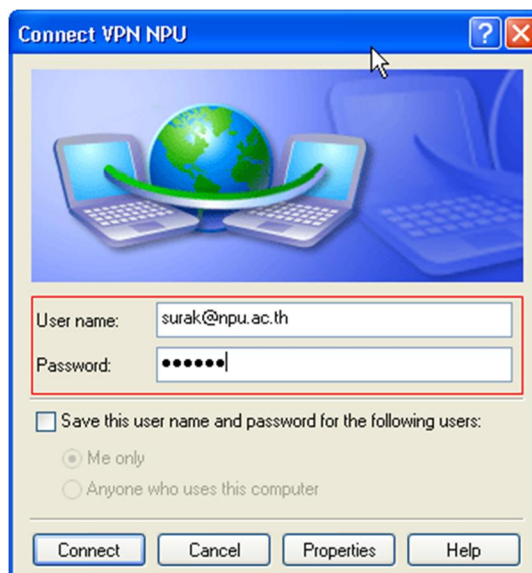 Connect VPN NPU
User name: surak@npu.ac.th
Password: ●●●●●●
Save this user name and password for the following users:
Me only
Anyone who uses this computer
Connect Cancel Properties Help